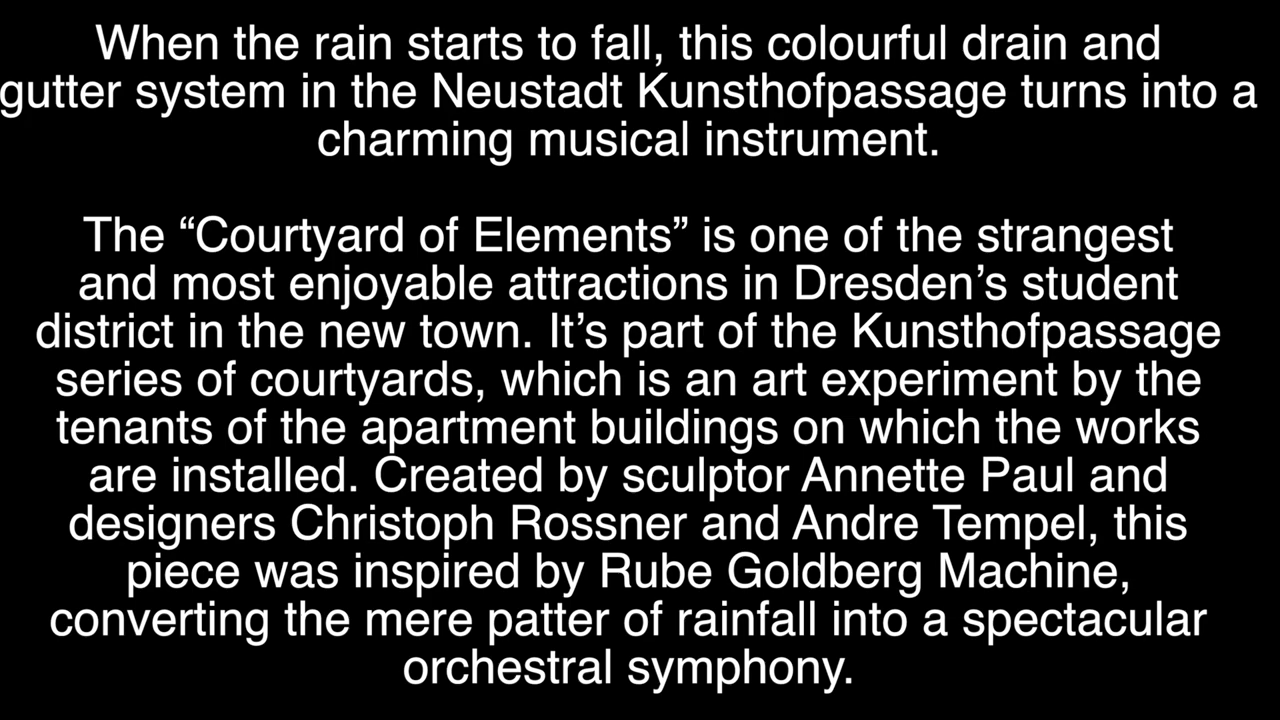 When the rain starts to fall, this colourful drain and
gutter system in the Neustadt Kunsthofpassage turns into a
charming musical instrument.
The “Courtyard of Elements” is one of the strangest
and most enjoyable attractions in Dresden’s student
district in the new town. It’s part of the Kunsthofpassage
series of courtyards, which is an art experiment by the
tenants of the apartment buildings on which the works
are installed. Created by sculptor Annette Paul and
designers Christoph Rossner and Andre Tempel, this
piece was inspired by Rube Goldberg Machine,
converting the mere patter of rainfall into a spectacular
orchestral symphony.